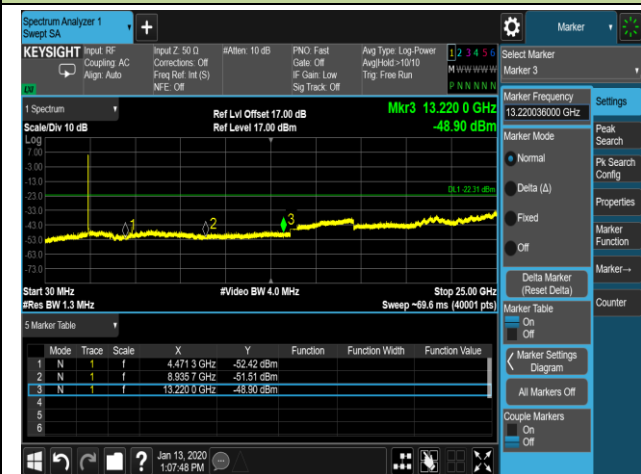 Spectrum Analyzer 1
Swept SA
Marker
KEYSIGHT
Input: RF
Coupling: AC
Align: Auto
Input Z: 50 Ω
Corrections: Off
Freq Ref: Int (S)
NFE: Off
#Atten: 10 dB
PNO: Fast
Gate: Off
IF Gain: Low
Sig Track: Off
Avg Type: Log-Power
Avg|Hold:>10/10
Trig: Free Run
1 2 3 4 5 6
M W W W W W
P N N N N N
LXI
1 Spectrum
Scale/Div 10 dB
Ref Lvl Offset 17.00 dB
Ref Level 17.00 dBm
Mkr3 13.220 0 GHz
-48.90 dBm
Log
7.00
-3.00
-13.0
-23.0
-33.0
-43.0
-53.0
-63.0
-73.0
DL1 -22.31 dBm
1
2
3
Start 30 MHz
#Video BW 4.0 MHz
Stop 25.00 GHz
#Res BW 1.3 MHz
Sweep ~69.6 ms (40001 pts)
5 Marker Table
Mode Trace Scale X Y Function Function Width Function Value
1 N 1 f 4.471 3 GHz -52.42 dBm
2 N 1 f 8.935 7 GHz -51.51 dBm
3 N 1 f 13.220 0 GHz -48.90 dBm
4
5
6
Jan 13, 2020
1:07:48 PM
Select Marker
Marker 3
Marker Frequency
13.220036000 GHz
Marker Mode
Normal
Delta (Δ)
Fixed
Off
Delta Marker
(Reset Delta)
Marker Table
On
Off
Marker Settings
Diagram
All Markers Off
Couple Markers
On
Off
Settings
Peak
Search
Pk Search
Config
Properties
Marker
Function
Marker→
Counter